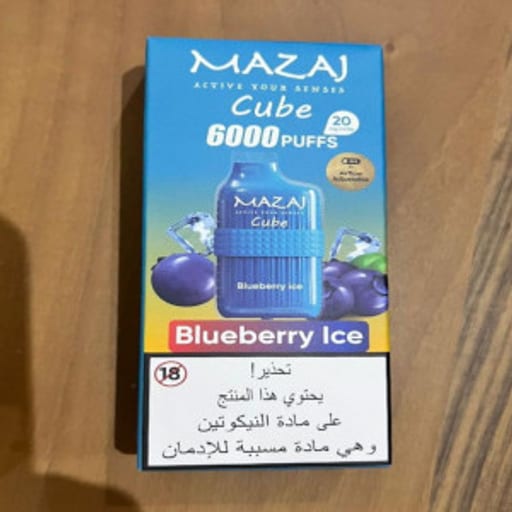 MAZAJ
ACTIVE YOUR SENSES
Cube
6000 PUFFS
20
MAZAJ
ACTIVE YOUR SENSES
Cube
Blueberry ice
Blueberry Ice
18
تحذير!
يحتوي هذا المنتج
على مادة النيكوتين
وهي مادة مسببة للإدمان